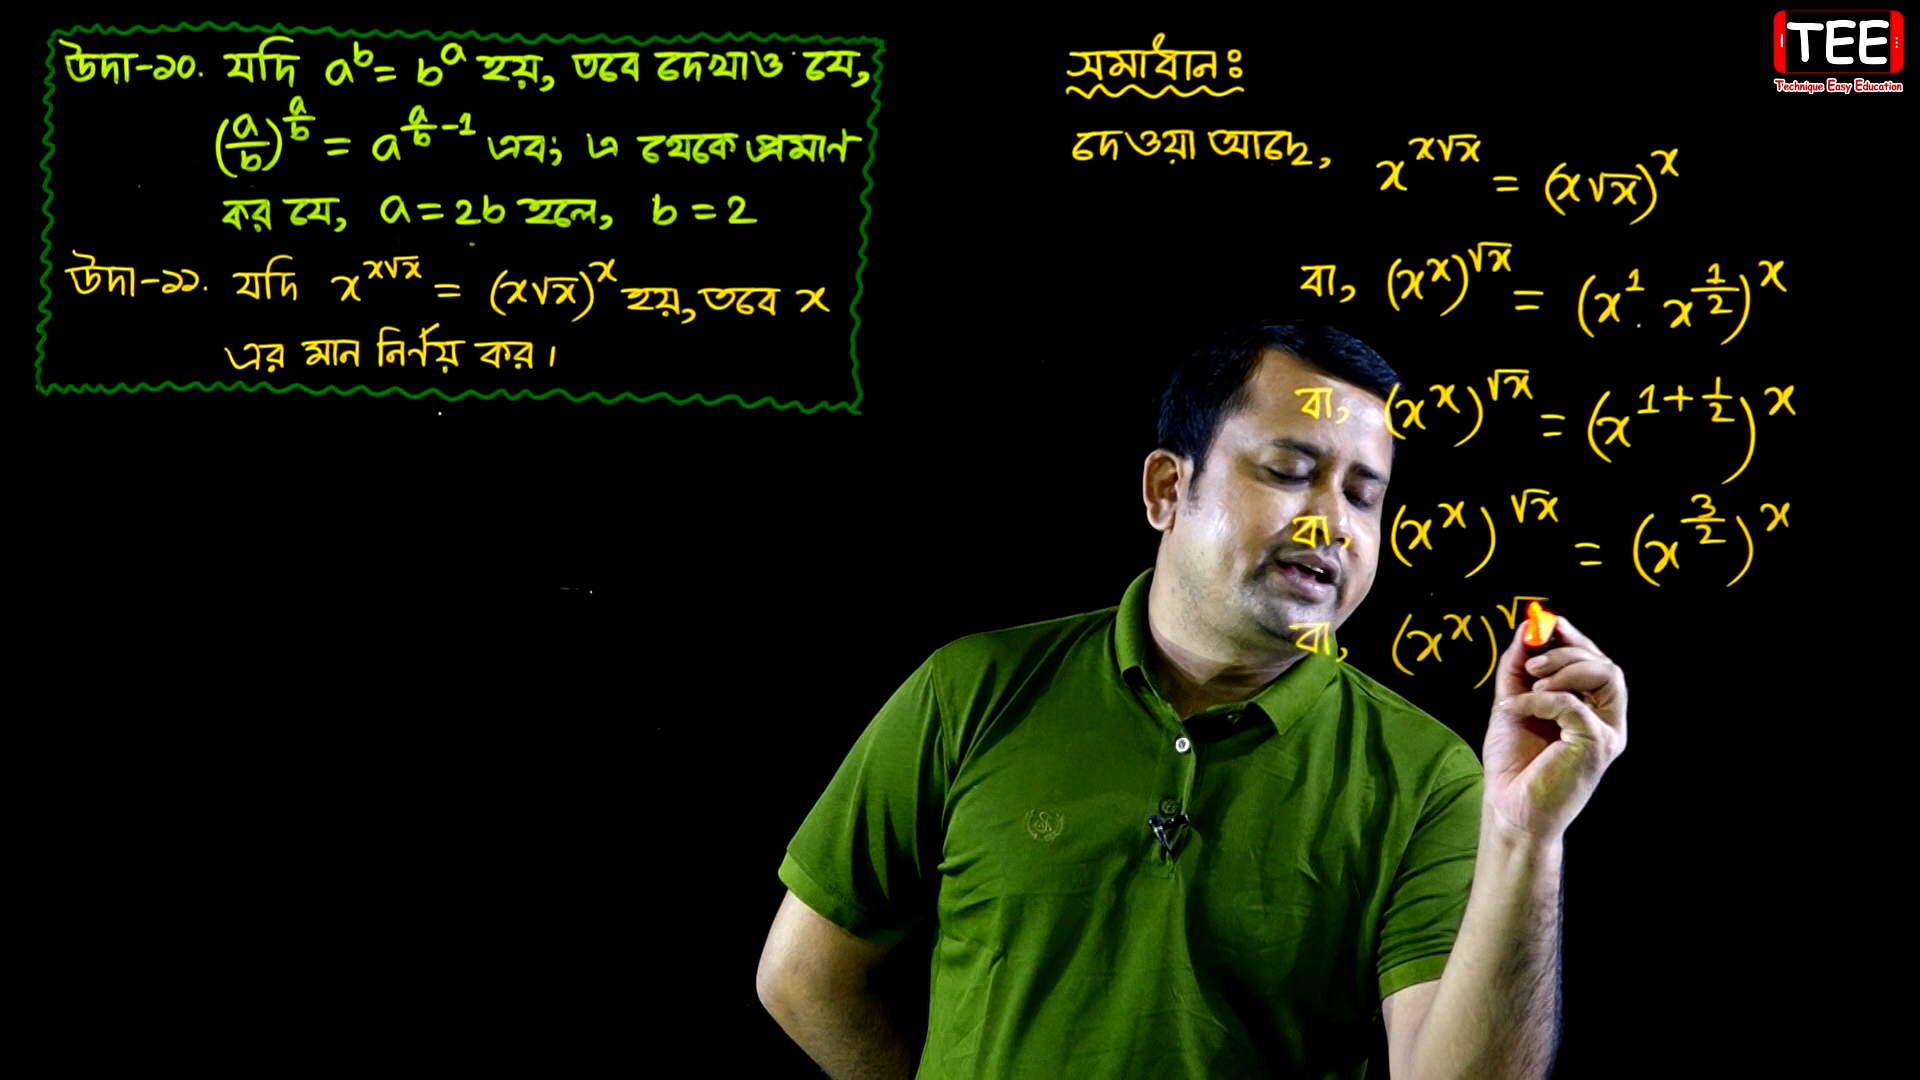 উদা-১০. যদি a^b = b^a হয়, তবে দেখাও যে,
(a/b)^(a/b) = a^(a/b - 1) এবং এ থেকে প্রমাণ
কর যে, a = 2b হলে, b = 2
উদা-১১. যদি x^(x√x) = (x√x)^x হয়, তবে x
এর মান নির্ণয় কর।
সমাধানঃ
দেওয়া আছে, x^(x√x) = (x√x)^x
বা, (x^x)^√x = (x^1 . x^(1/2))^x
বা, (x^x)^√x = (x^(1 + 1/2))^x
বা, (x^x)^√x = (x^(3/2))^x
বা, (x^x)^√
TEE
Technique Easy Education